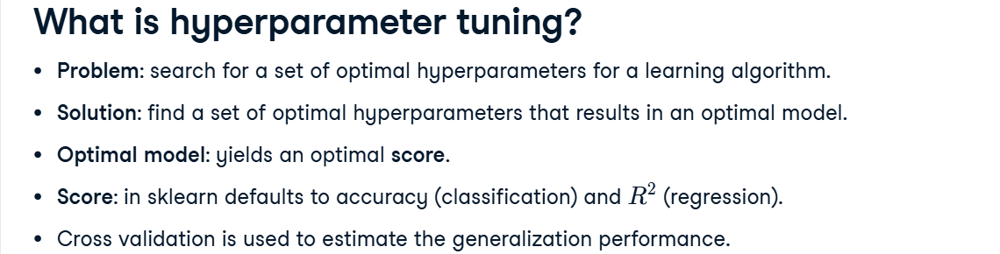 What is hyperparameter tuning?
• Problem: search for a set of optimal hyperparameters for a learning algorithm.
• Solution: find a set of optimal hyperparameters that results in an optimal model.
• Optimal model: yields an optimal score.
• Score: in sklearn defaults to accuracy (classification) and R² (regression).
• Cross validation is used to estimate the generalization performance.